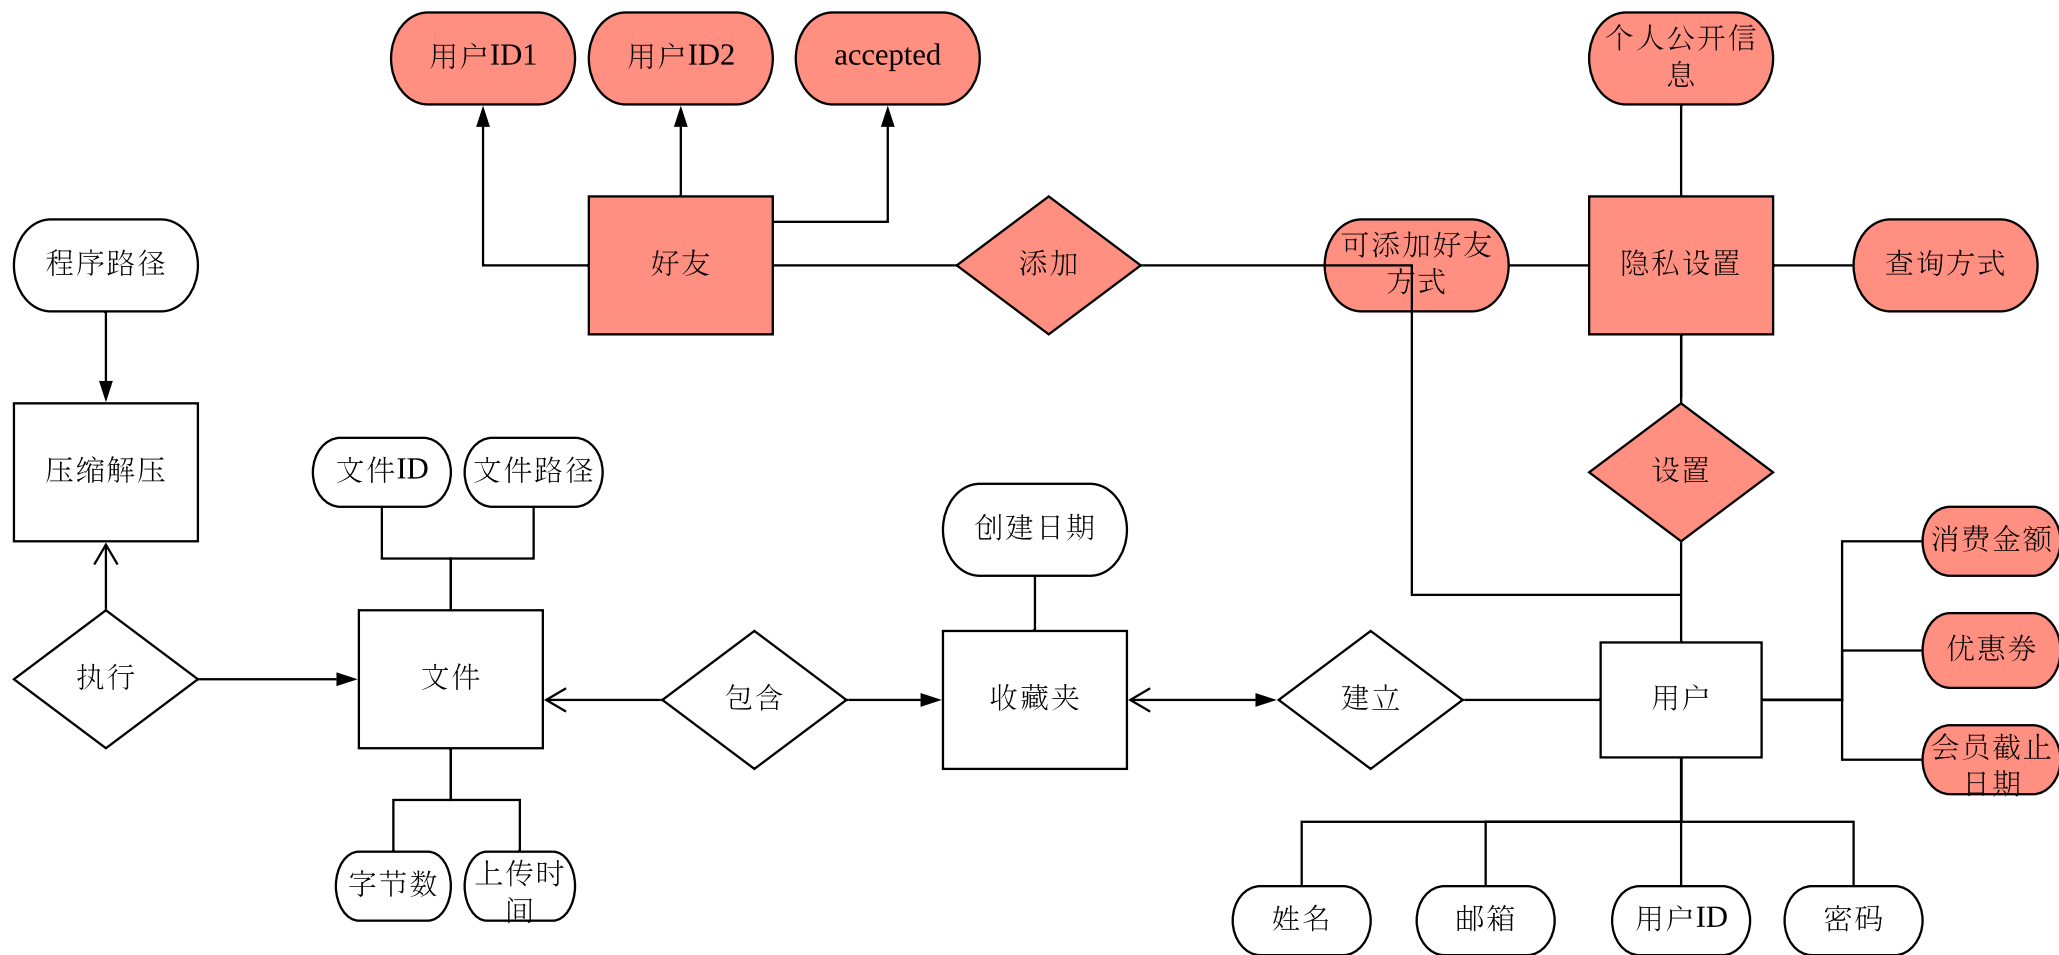 用户ID1
用户ID2
accepted
个人公开信
息
程序路径
好友
添加
可添加好友
方式
隐私设置
查询方式
压缩解压
文件ID
文件路径
创建日期
设置
消费金额
执行
文件
包含
收藏夹
建立
用户
优惠券
会员截止
日期
字节数
上传时
间
姓名
邮箱
用户ID
密码